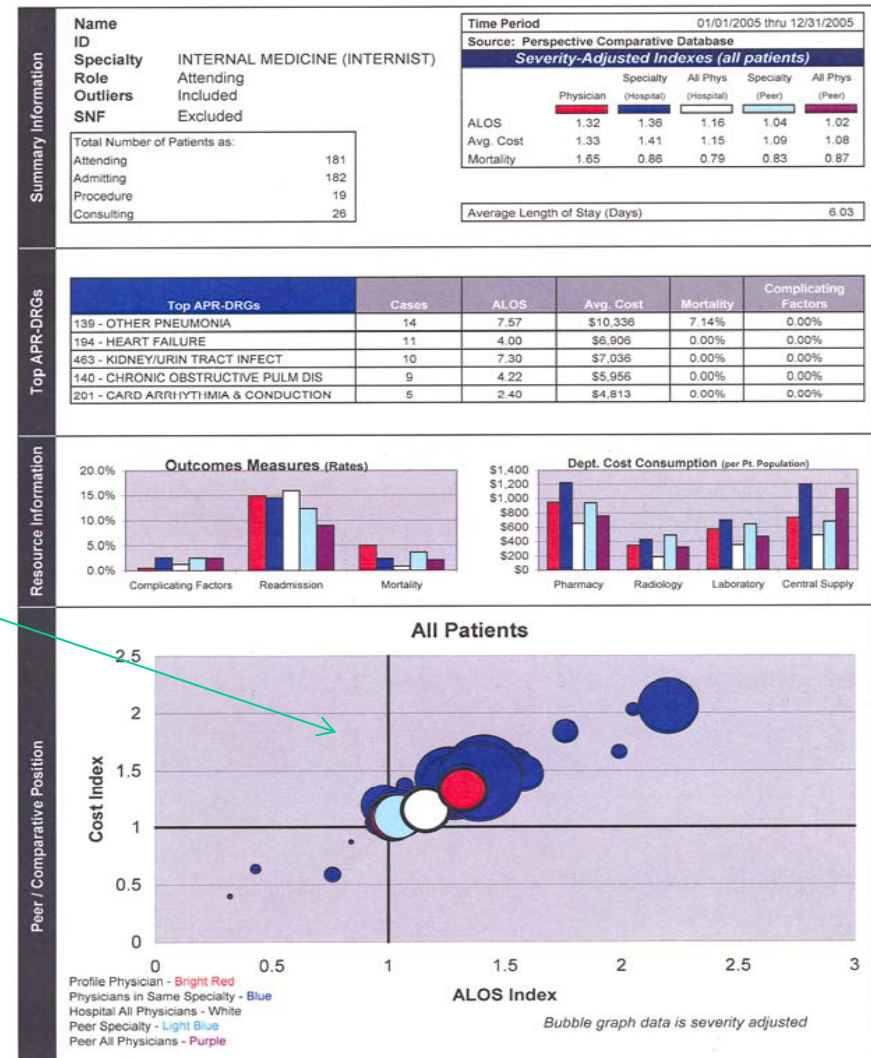 Summary Information
Name
ID
Specialty INTERNAL MEDICINE (INTERNIST)
Role Attending
Outliers Included
SNF Excluded
Total Number of Patients as:
Attending 181
Admitting 182
Procedure 19
Consulting 26
Time Period 01/01/2005 thru 12/31/2005
Source: Perspective Comparative Database
Severity-Adjusted Indexes (all patients)
Specialty All Phys Specialty All Phys
Physician (Hospital) (Hospital) (Peer) (Peer)
ALOS 1.32 1.36 1.16 1.04 1.02
Avg. Cost 1.33 1.41 1.15 1.09 1.08
Mortality 1.65 0.86 0.79 0.83 0.87
Average Length of Stay (Days) 6.03
Top APR-DRGs
Top APR-DRGs Cases ALOS Avg. Cost Mortality Complicating Factors
139 - OTHER PNEUMONIA 14 7.57 $10,336 7.14% 0.00%
194 - HEART FAILURE 11 4.00 $6,906 0.00% 0.00%
463 - KIDNEY/URIN TRACT INFECT 10 7.30 $7,036 0.00% 0.00%
140 - CHRONIC OBSTRUCTIVE PULM DIS 9 4.22 $5,956 0.00% 0.00%
201 - CARD ARRHYTHMIA & CONDUCTION 5 2.40 $4,813 0.00% 0.00%
Resource Information
Outcomes Measures (Rates)
20.0%
15.0%
10.0%
5.0%
0.0%
Complicating Factors Readmission Mortality
Dept. Cost Consumption (per Pt. Population)
$1,400
$1,200
$1,000
$800
$600
$400
$200
$0
Pharmacy Radiology Laboratory Central Supply
Peer / Comparative Position
All Patients
Cost Index
2.5
2
1.5
1
0.5
0
0 0.5 1 1.5 2 2.5 3
ALOS Index
Profile Physician - Bright Red
Physicians in Same Specialty - Blue
Hospital All Physicians - White
Peer Specialty - Light Blue
Peer All Physicians - Purple
Bubble graph data is severity adjusted